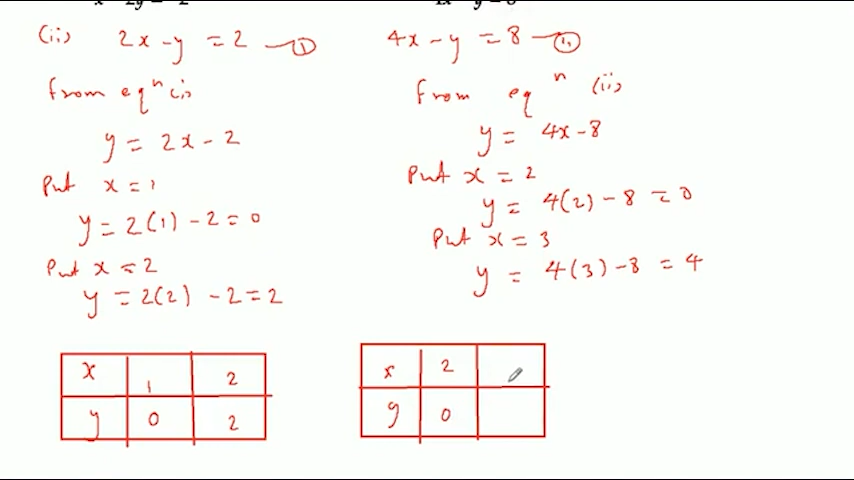 (ii) 2x - y = 2 —(i)
from eqⁿ (i)
y = 2x - 2
Put x = 1
y = 2(1) - 2 = 0
Put x = 2
y = 2(2) - 2 = 2
x 1 2
y 0 2
4x - y = 8 —(ii)
from eqⁿ (ii)
y = 4x - 8
Put x = 2
y = 4(2) - 8 = 0
Put x = 3
y = 4(3) - 8 = 4
x 2
y 0